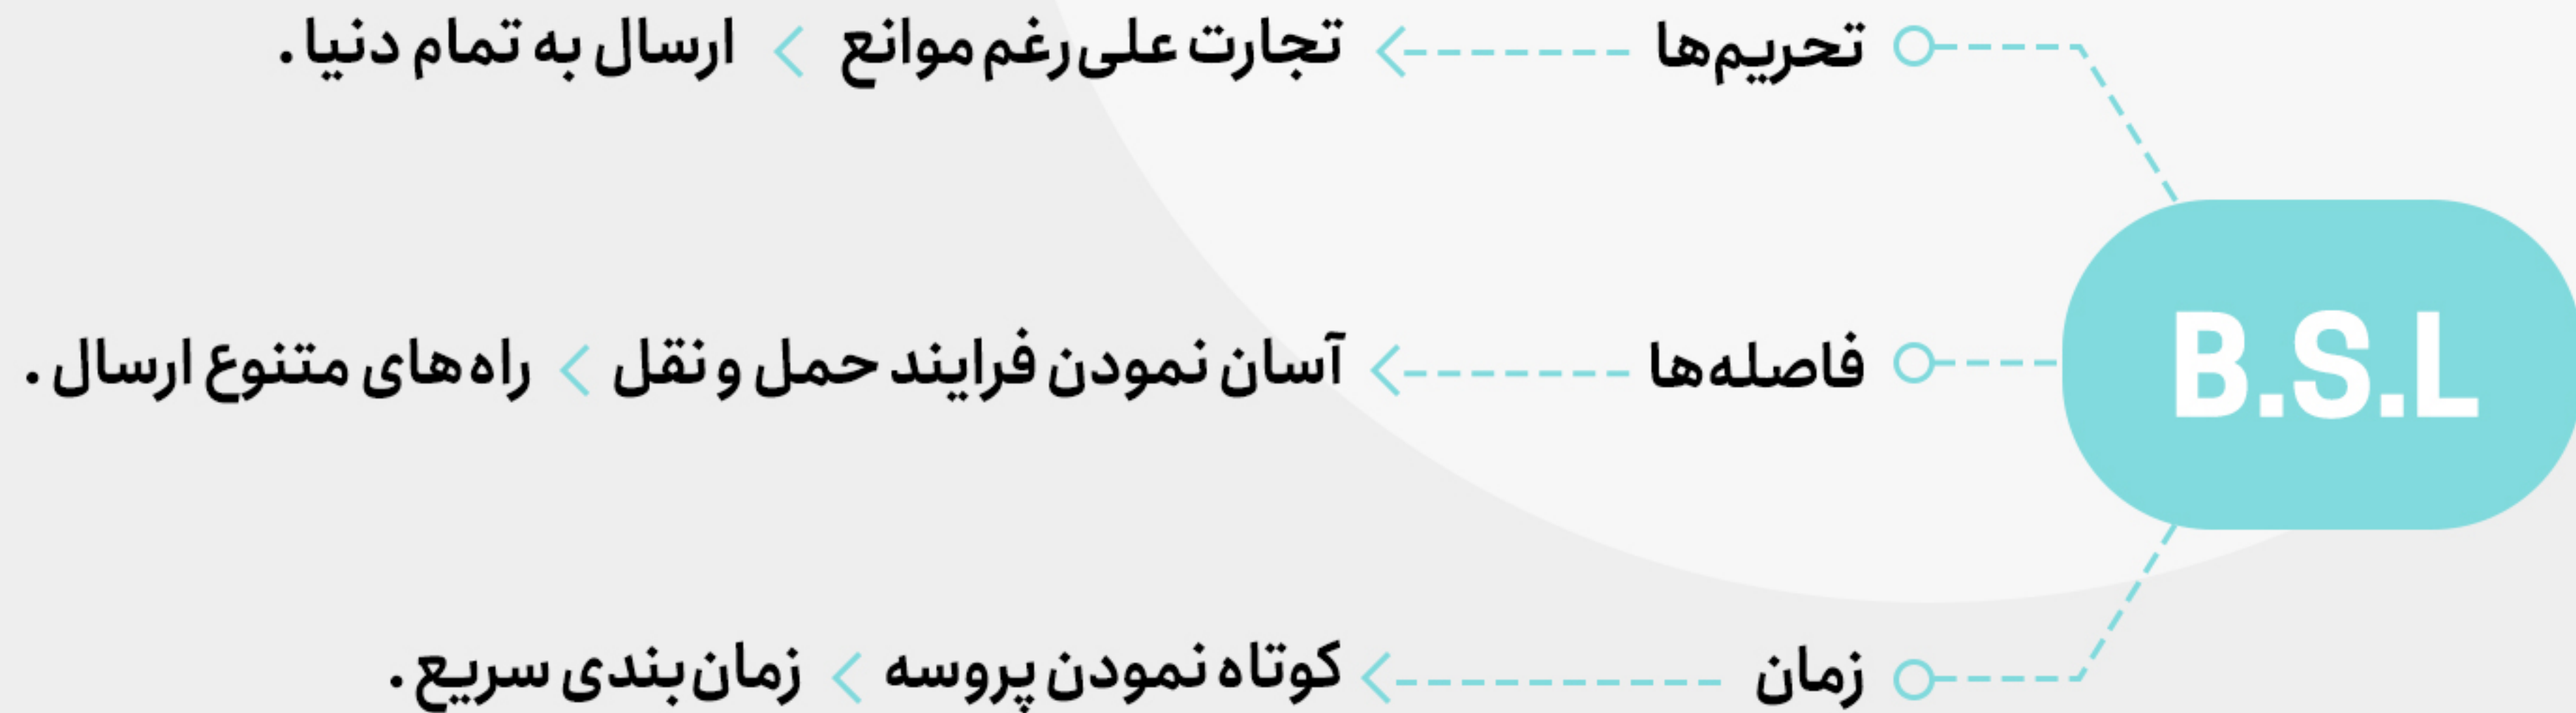 تحریم‌ها تجارت علی‌رغم موانع ارسال به تمام دنیا .
B.S.L
فاصله‌ها آسان نمودن فرایند حمل و نقل راه های متنوع ارسال .
زمان کوتاه نمودن پروسه زمان‌بندی سریع .